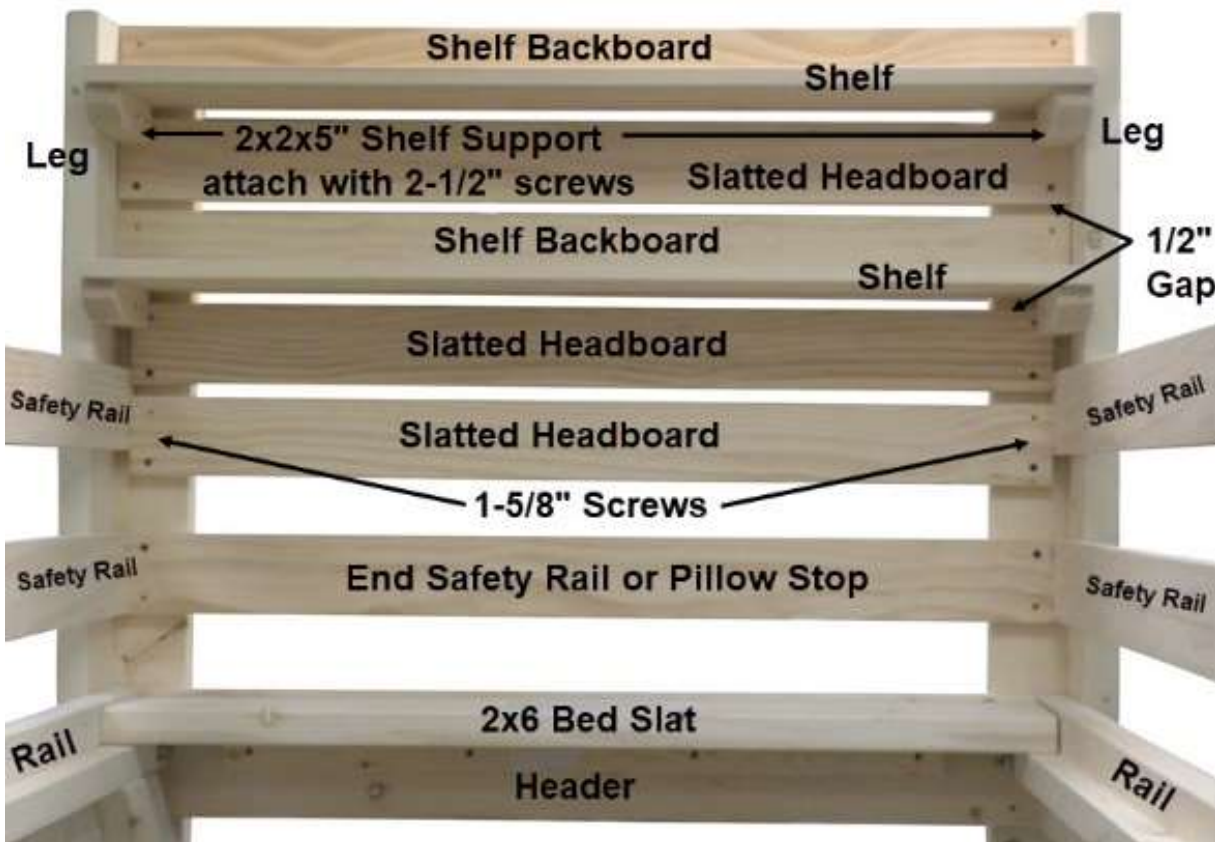 Shelf Backboard
Shelf
Leg
2x2x5" Shelf Support
attach with 2-1/2" screws
Leg
Slatted Headboard
Shelf Backboard
1/2"
Gap
Shelf
Slatted Headboard
Safety Rail
Safety Rail
Slatted Headboard
1-5/8" Screws
Safety Rail
End Safety Rail or Pillow Stop
Safety Rail
2x6 Bed Slat
Rail
Header
Rail